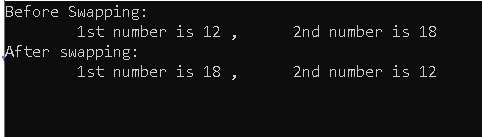 Before Swapping:
1st number is 12 ,      2nd number is 18
After swapping:
1st number is 18 ,      2nd number is 12